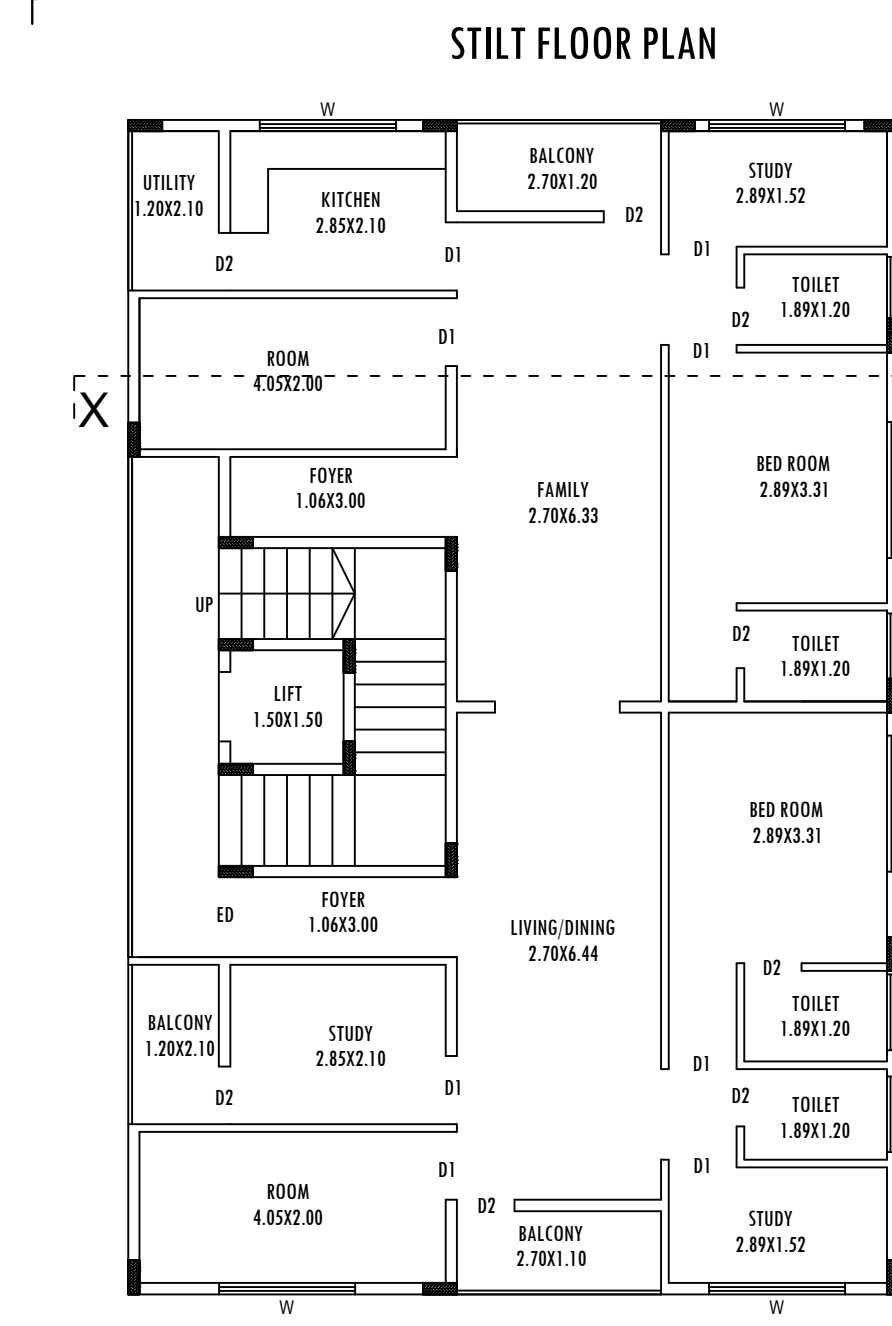 STILT FLOOR PLAN
W
W
BALCONY
2.70X1.20
STUDY
2.89X1.52
UTILITY
1.20X2.10
KITCHEN
2.85X2.10
D2
D1
D1
D2
TOILET
1.89X1.20
D2
D1
D1
ROOM
4.05X2.00
X
BED ROOM
2.89X3.31
FOYER
1.06X3.00
FAMILY
2.70X6.33
UP
D2
TOILET
1.89X1.20
LIFT
1.50X1.50
BED ROOM
2.89X3.31
FOYER
1.06X3.00
ED
LIVING/DINING
2.70X6.44
D2
TOILET
1.89X1.20
BALCONY
1.20X2.10
STUDY
2.85X2.10
D1
D2
D1
D2
TOILET
1.89X1.20
D1
D1
ROOM
4.05X2.00
D2
BALCONY
2.70X1.10
STUDY
2.89X1.52
W
W